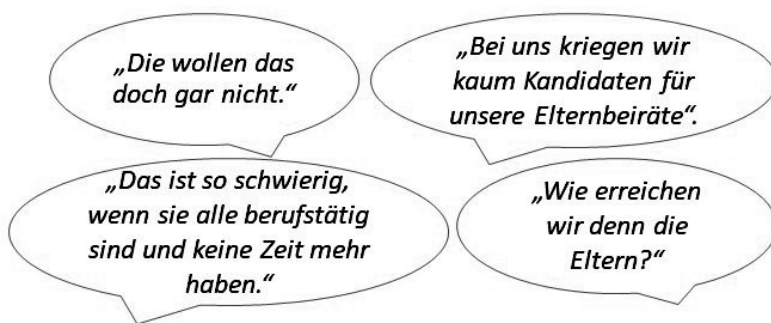 „Die wollen das
doch gar nicht.“
„Bei uns kriegen wir
kaum Kandidaten für
unsere Elternbeiräte“.
„Das ist so schwierig,
wenn sie alle berufstätig
sind und keine Zeit mehr
haben.“
„Wie erreichen
wir denn die
Eltern?“